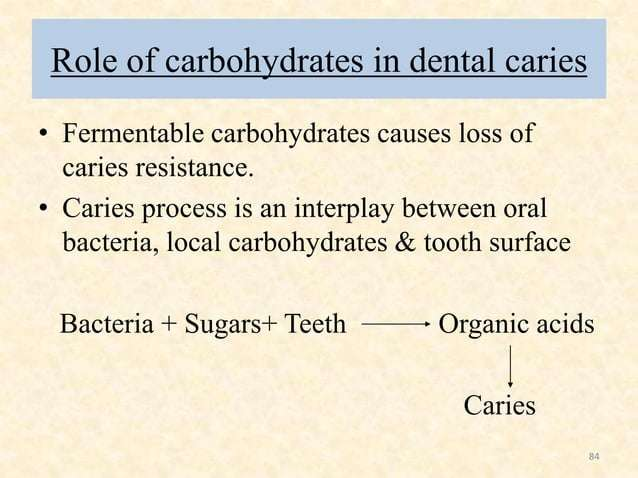 Role of carbohydrates in dental caries
• Fermentable carbohydrates causes loss of
caries resistance.
• Caries process is an interplay between oral
bacteria, local carbohydrates & tooth surface
Bacteria + Sugars+ Teeth Organic acids
Caries
84